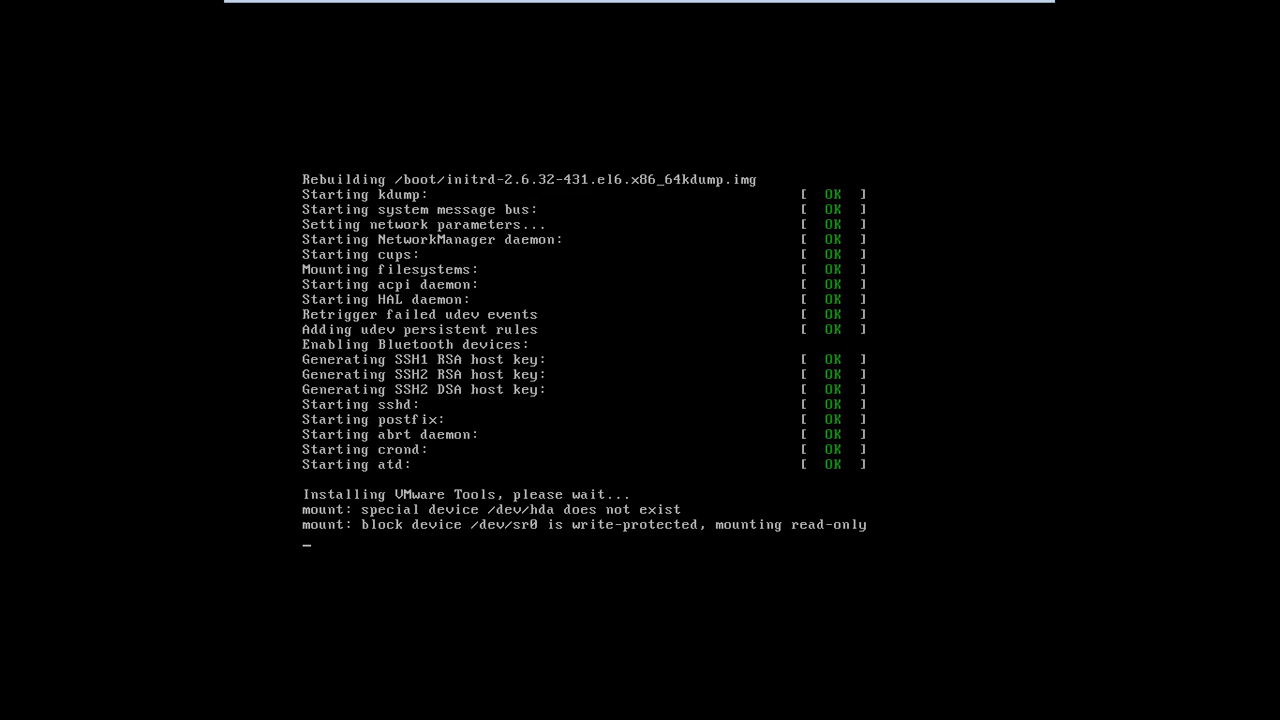 Rebuilding /boot/initrd-2.6.32-431.el6.x86_64kdump.img
Starting kdump: [ OK ]
Starting system message bus: [ OK ]
Setting network parameters... [ OK ]
Starting NetworkManager daemon: [ OK ]
Starting cups: [ OK ]
Mounting filesystems: [ OK ]
Starting acpi daemon: [ OK ]
Starting HAL daemon: [ OK ]
Retrigger failed udev events [ OK ]
Adding udev persistent rules [ OK ]
Enabling Bluetooth devices:
Generating SSH1 RSA host key: [ OK ]
Generating SSH2 RSA host key: [ OK ]
Generating SSH2 DSA host key: [ OK ]
Starting sshd: [ OK ]
Starting postfix: [ OK ]
Starting abrt daemon: [ OK ]
Starting crond: [ OK ]
Starting atd: [ OK ]
Installing VMware Tools, please wait...
mount: special device /dev/hda does not exist
mount: block device /dev/sr0 is write-protected, mounting read-only
_